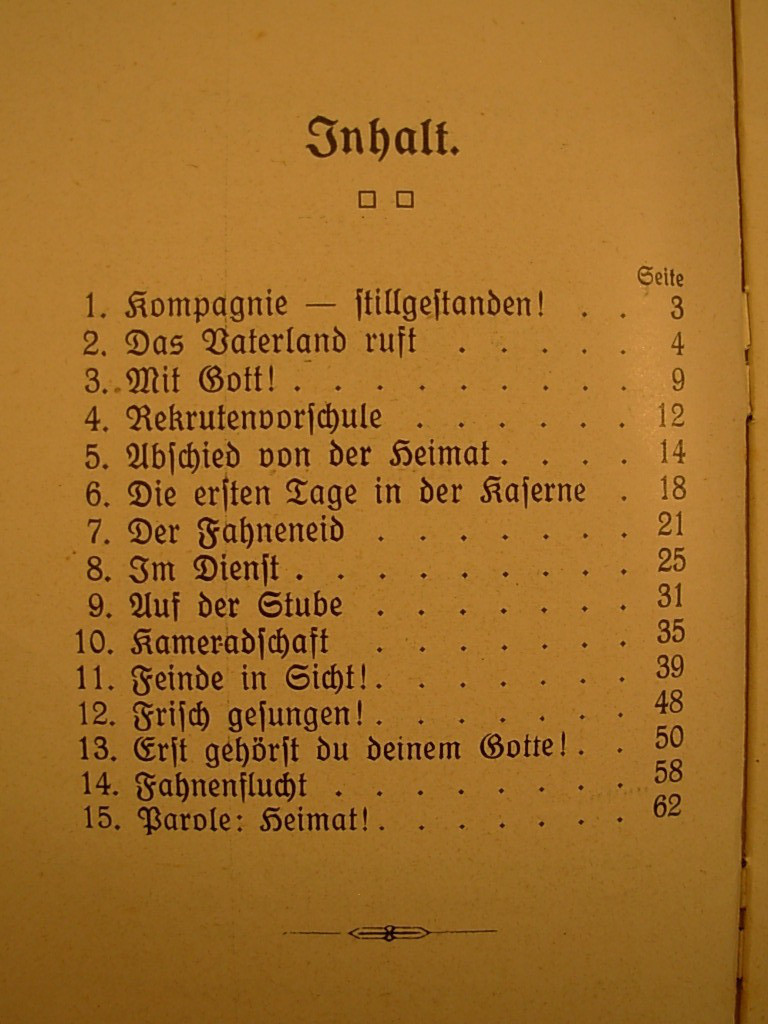 Inhalt.
Seite
1. Kompagnie — stillgestanden! . . 3
2. Das Vaterland ruft . . . . . 4
3. Mit Gott! . . . . . . . . . 9
4. Rekrutenvorschule . . . . . . 12
5. Abschied von der Heimat . . . . 14
6. Die ersten Tage in der Kaserne . 18
7. Der Fahneneid . . . . . . . 21
8. Im Dienst . . . . . . . . . 25
9. Auf der Stube . . . . . . . 31
10. Kameradschaft . . . . . . . 35
11. Feinde in Sicht! . . . . . . . 39
12. Frisch gesungen! . . . . . . . 48
13. Erst gehörst du deinem Gotte! . . 50
14. Fahnenflucht . . . . . . . . 58
15. Parole: Heimat! . . . . . . . 62